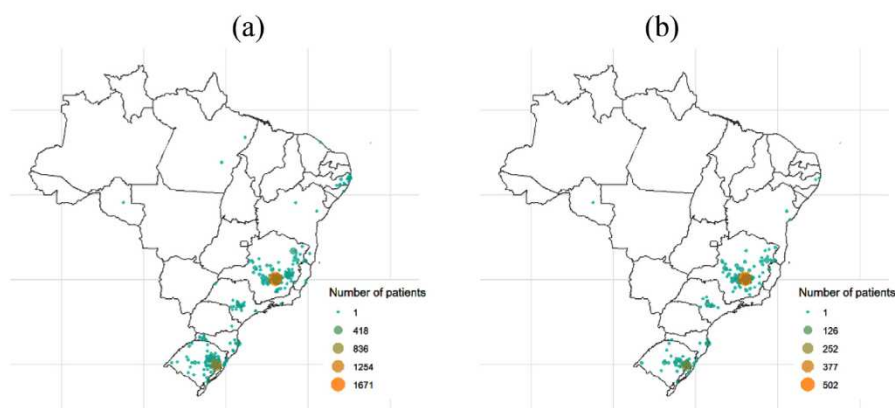 (a)
(b)
Number of patients
1
418
836
1254
1671
Number of patients
1
126
252
377
502